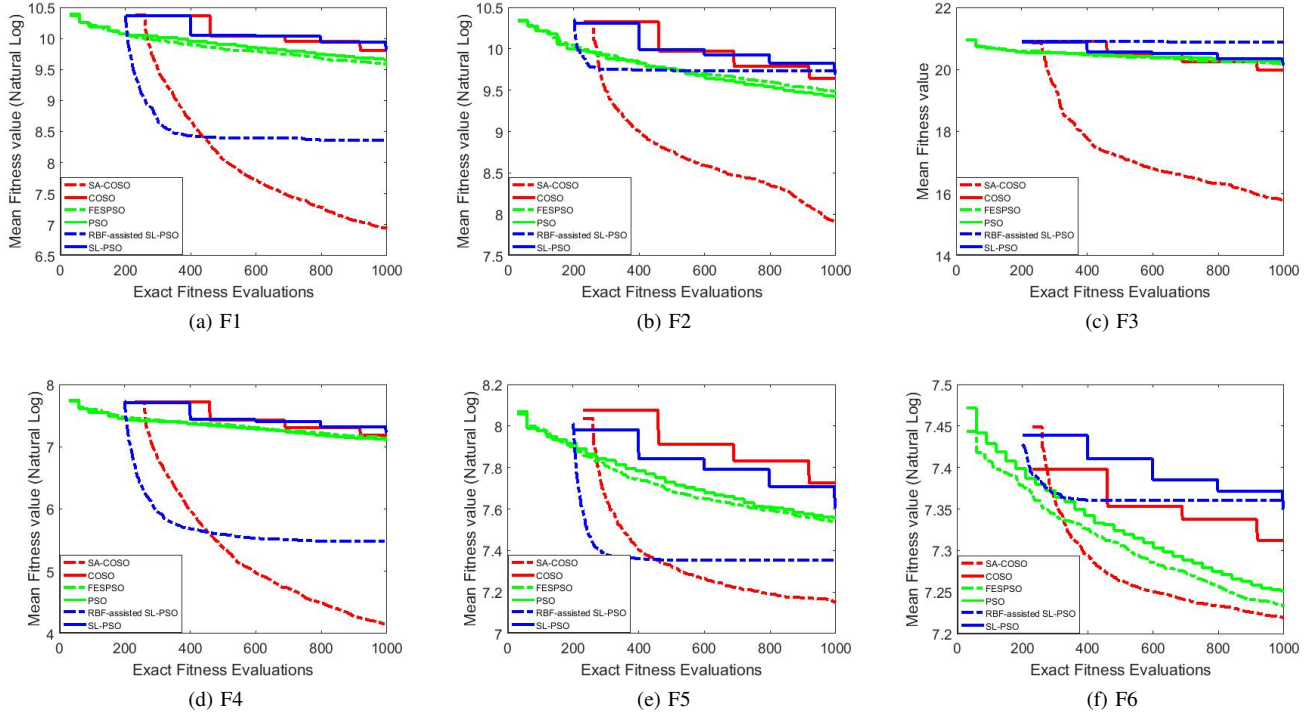 Mean Fitness value (Natural Log)
10.5
10
9.5
9
8.5
8
7.5
7
6.5
SA-COSO
COSO
FESPSO
PSO
RBF-assisted SL-PSO
SL-PSO
0 200 400 600 800 1000
Exact Fitness Evaluations
(a) F1
Mean Fitness value (Natural Log)
10.5
10
9.5
9
8.5
8
7.5
SA-COSO
COSO
FESPSO
PSO
RBF-assisted SL-PSO
SL-PSO
0 200 400 600 800 1000
Exact Fitness Evaluations
(b) F2
Mean Fitness value
22
20
18
16
14
SA-COSO
COSO
FESPSO
PSO
RBF-assisted SL-PSO
SL-PSO
0 200 400 600 800 1000
Exact Fitness Evaluations
(c) F3
Mean Fitness value (Natural Log)
8
7
6
5
4
SA-COSO
COSO
FESPSO
PSO
RBF-assisted SL-PSO
SL-PSO
0 200 400 600 800 1000
Exact Fitness Evaluations
(d) F4
Mean Fitness value (Natural Log)
8.2
8
7.8
7.6
7.4
7.2
7
SA-COSO
COSO
FESPSO
PSO
RBF-assisted SL-PSO
SL-PSO
0 200 400 600 800 1000
Exact Fitness Evaluations
(e) F5
Mean Fitness value (Natural Log)
7.5
7.45
7.4
7.35
7.3
7.25
7.2
SA-COSO
COSO
FESPSO
PSO
RBF-assisted SL-PSO
SL-PSO
0 200 400 600 800 1000
Exact Fitness Evaluations
(f) F6